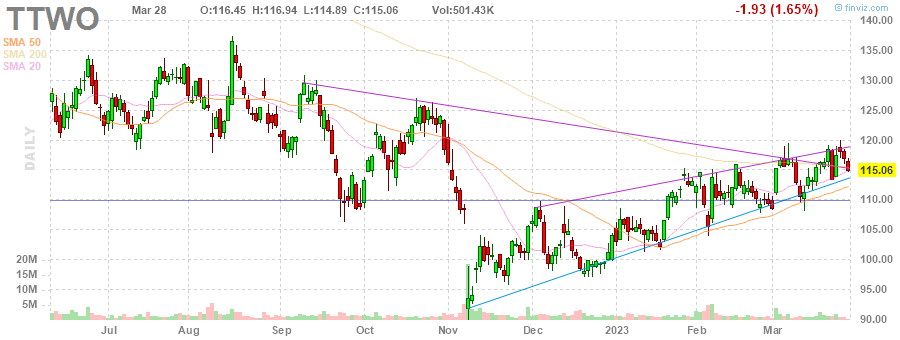 TTWO Mar 28 O:116.45 H:116.94 L:114.86 C:115.06 Vol:501.43K -1.93 (1.65%) © finviz.com
SMA 50
SMA 200
SMA 20
DAILY
140.00
135.00
130.00
125.00
120.00
115.06
110.00
105.00
100.00
95.00
90.00
20M
15M
10M
5M
Jul Aug Sep Oct Nov Dec 2023 Feb Mar